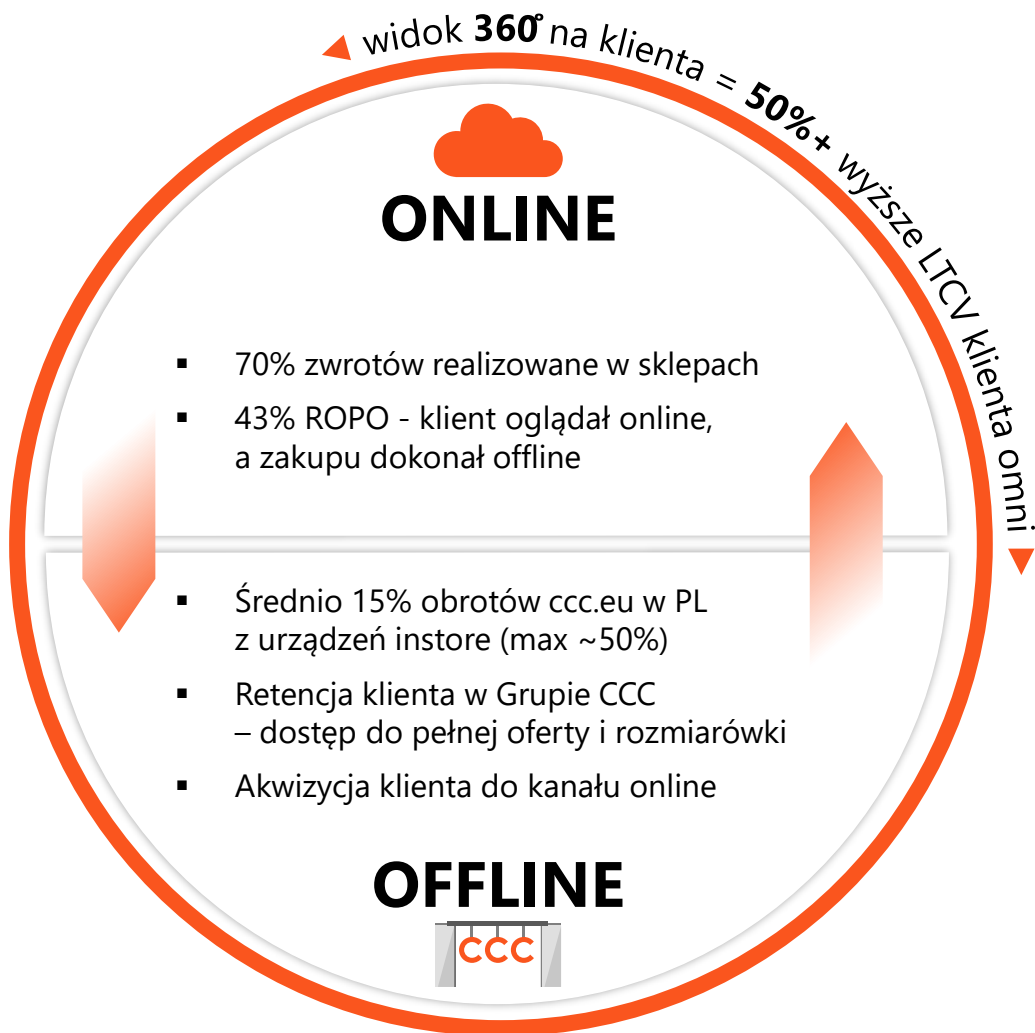 widok 360° na klienta = 50%+ wyższe LTCV klienta omni
ONLINE
▪ 70% zwrotów realizowane w sklepach
▪ 43% ROPO - klient oglądał online,
a zakupu dokonał offline
▪ Średnio 15% obrotów ccc.eu w PL
z urządzeń instore (max ~50%)
▪ Retencja klienta w Grupie CCC
– dostęp do pełnej oferty i rozmiarówki
▪ Akwizycja klienta do kanału online
OFFLINE
CCC